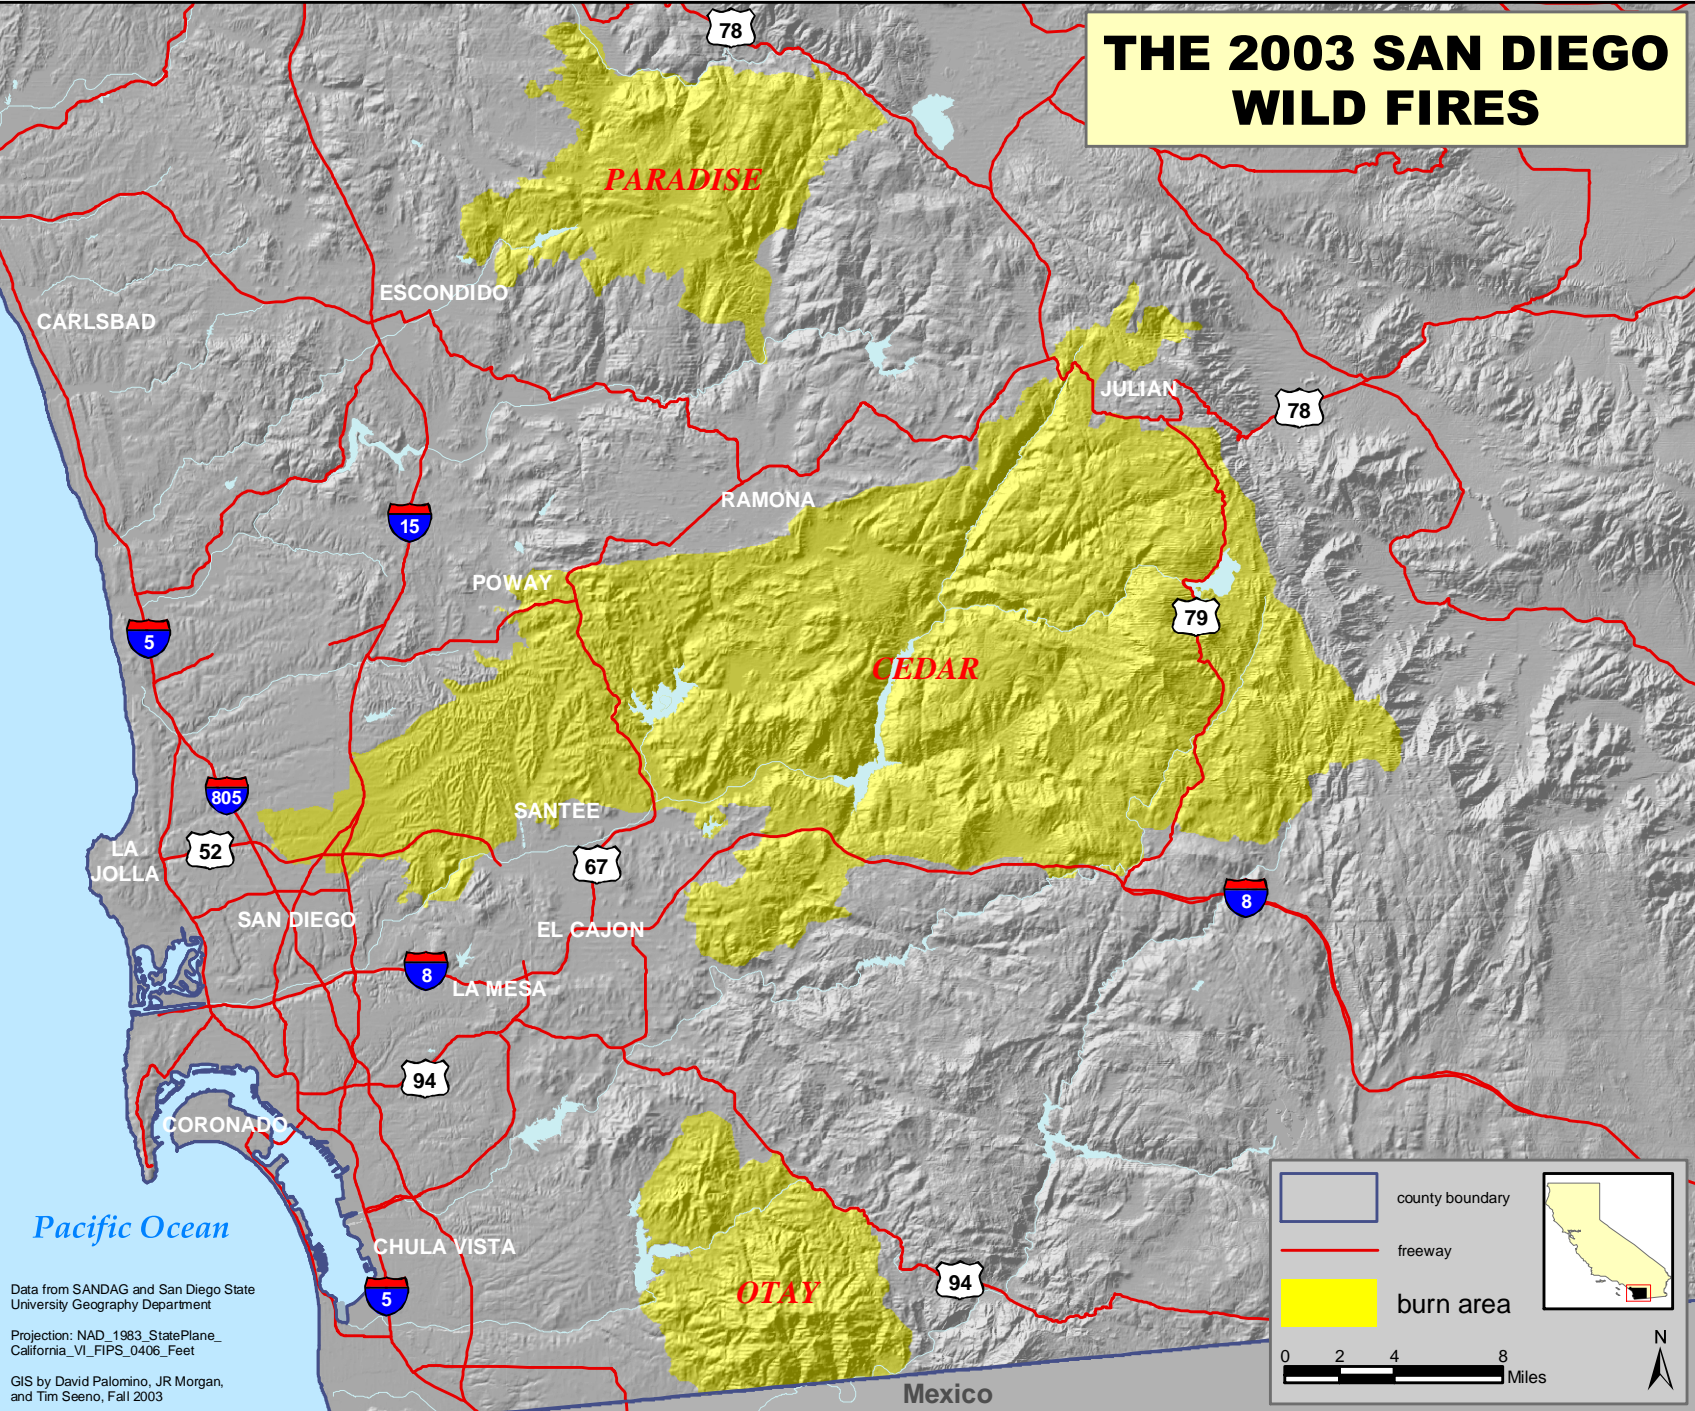 THE 2003 SAN DIEGO
WILD FIRES
78
PARADISE
ESCONDIDO
CARLSBAD
JULIAN
78
RAMONA
15
POWAY
79
5
CEDAR
805
SANTEE
LA
JOLLA
52
67
8
SAN DIEGO
EL CAJON
8
LA MESA
94
CORONADO
Pacific Ocean
CHULA VISTA
5
OTAY
94
Mexico
Data from SANDAG and San Diego State
University Geography Department
Projection: NAD_1983_StatePlane_
California_VI_FIPS_0406_Feet
GIS by David Palomino, JR Morgan,
and Tim Seeno, Fall 2003
county boundary
freeway
burn area
0 2 4 8
Miles
N